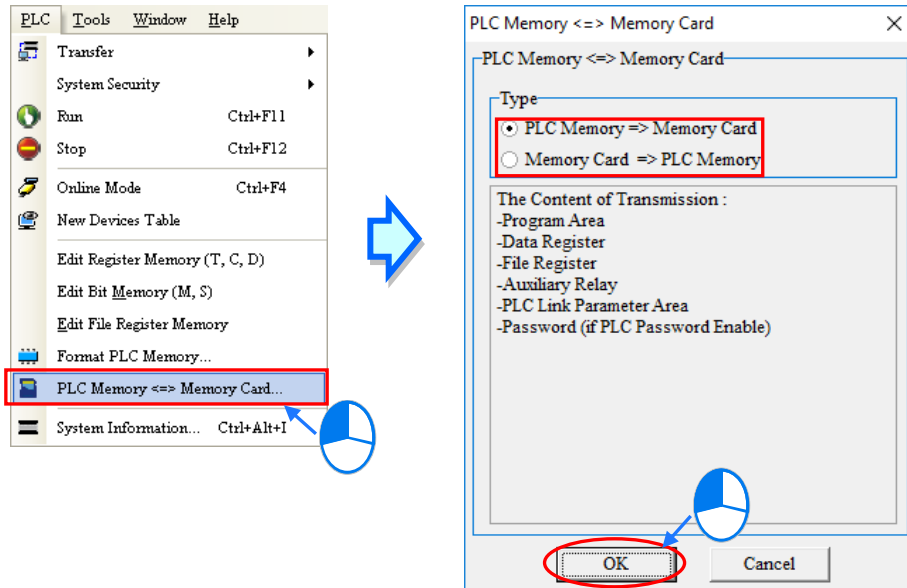 PLC Tools Window Help
Transfer
System Security
Run Ctrl+F11
Stop Ctrl+F12
Online Mode Ctrl+F4
New Devices Table
Edit Register Memory (T, C, D)
Edit Bit Memory (M, S)
Edit File Register Memory
Format PLC Memory...
PLC Memory <=> Memory Card...
System Information... Ctrl+Alt+I
PLC Memory <=> Memory Card
PLC Memory <=> Memory Card
Type
PLC Memory => Memory Card
Memory Card => PLC Memory
The Content of Transmission :
-Program Area
-Data Register
-File Register
-Auxiliary Relay
-PLC Link Parameter Area
-Password (if PLC Password Enable)
OK Cancel